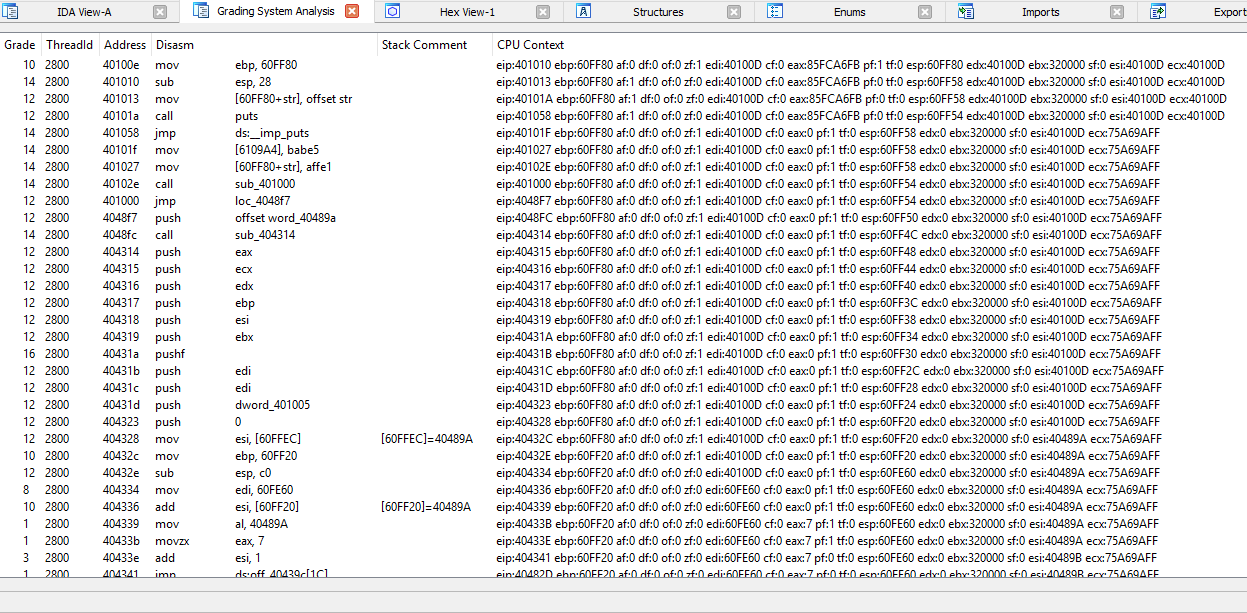 IDA View-A Grading System Analysis Hex View-1 Structures Enums Imports Export
Grade ThreadId Address Disasm Stack Comment CPU Context
10 2800 40100e mov ebp, 60FF80 eip:401010 ebp:60FF80 af:0 df:0 of:0 zf:1 edi:40100D cf:0 eax:85FCA6FB pf:1 tf:0 esp:60FF80 edx:40100D ebx:320000 sf:0 esi:40100D ecx:40100D
14 2800 401010 sub esp, 28 eip:401013 ebp:60FF80 af:1 df:0 of:0 zf:0 edi:40100D cf:0 eax:85FCA6FB pf:0 tf:0 esp:60FF58 edx:40100D ebx:320000 sf:0 esi:40100D ecx:40100D
12 2800 401013 mov [60FF80+str], offset str eip:40101A ebp:60FF80 af:1 df:0 of:0 zf:0 edi:40100D cf:0 eax:85FCA6FB pf:0 tf:0 esp:60FF58 edx:40100D ebx:320000 sf:0 esi:40100D ecx:40100D
12 2800 40101a call puts eip:401058 ebp:60FF80 af:1 df:0 of:0 zf:0 edi:40100D cf:0 eax:85FCA6FB pf:0 tf:0 esp:60FF54 edx:40100D ebx:320000 sf:0 esi:40100D ecx:40100D
14 2800 401058 jmp ds:__imp_puts eip:40101F ebp:60FF80 af:0 df:0 of:0 zf:1 edi:40100D cf:0 eax:0 pf:1 tf:0 esp:60FF58 edx:0 ebx:320000 sf:0 esi:40100D ecx:75A69AFF
14 2800 40101f mov [6109A4], babe5 eip:401027 ebp:60FF80 af:0 df:0 of:0 zf:1 edi:40100D cf:0 eax:0 pf:1 tf:0 esp:60FF58 edx:0 ebx:320000 sf:0 esi:40100D ecx:75A69AFF
14 2800 401027 mov [60FF80+str], affe1 eip:40102E ebp:60FF80 af:0 df:0 of:0 zf:1 edi:40100D cf:0 eax:0 pf:1 tf:0 esp:60FF58 edx:0 ebx:320000 sf:0 esi:40100D ecx:75A69AFF
14 2800 40102e call sub_401000 eip:401000 ebp:60FF80 af:0 df:0 of:0 zf:1 edi:40100D cf:0 eax:0 pf:1 tf:0 esp:60FF54 edx:0 ebx:320000 sf:0 esi:40100D ecx:75A69AFF
12 2800 401000 jmp loc_4048f7 eip:4048F7 ebp:60FF80 af:0 df:0 of:0 zf:1 edi:40100D cf:0 eax:0 pf:1 tf:0 esp:60FF54 edx:0 ebx:320000 sf:0 esi:40100D ecx:75A69AFF
12 2800 4048f7 push offset word_40489a eip:4048FC ebp:60FF80 af:0 df:0 of:0 zf:1 edi:40100D cf:0 eax:0 pf:1 tf:0 esp:60FF50 edx:0 ebx:320000 sf:0 esi:40100D ecx:75A69AFF
14 2800 4048fc call sub_404314 eip:404314 ebp:60FF80 af:0 df:0 of:0 zf:1 edi:40100D cf:0 eax:0 pf:1 tf:0 esp:60FF4C edx:0 ebx:320000 sf:0 esi:40100D ecx:75A69AFF
12 2800 404314 push eax eip:404315 ebp:60FF80 af:0 df:0 of:0 zf:1 edi:40100D cf:0 eax:0 pf:1 tf:0 esp:60FF48 edx:0 ebx:320000 sf:0 esi:40100D ecx:75A69AFF
12 2800 404315 push ecx eip:404316 ebp:60FF80 af:0 df:0 of:0 zf:1 edi:40100D cf:0 eax:0 pf:1 tf:0 esp:60FF44 edx:0 ebx:320000 sf:0 esi:40100D ecx:75A69AFF
12 2800 404316 push edx eip:404317 ebp:60FF80 af:0 df:0 of:0 zf:1 edi:40100D cf:0 eax:0 pf:1 tf:0 esp:60FF40 edx:0 ebx:320000 sf:0 esi:40100D ecx:75A69AFF
12 2800 404317 push ebp eip:404318 ebp:60FF80 af:0 df:0 of:0 zf:1 edi:40100D cf:0 eax:0 pf:1 tf:0 esp:60FF3C edx:0 ebx:320000 sf:0 esi:40100D ecx:75A69AFF
12 2800 404318 push esi eip:404319 ebp:60FF80 af:0 df:0 of:0 zf:1 edi:40100D cf:0 eax:0 pf:1 tf:0 esp:60FF38 edx:0 ebx:320000 sf:0 esi:40100D ecx:75A69AFF
12 2800 404319 push ebx eip:40431A ebp:60FF80 af:0 df:0 of:0 zf:1 edi:40100D cf:0 eax:0 pf:1 tf:0 esp:60FF34 edx:0 ebx:320000 sf:0 esi:40100D ecx:75A69AFF
16 2800 40431a pushf eip:40431B ebp:60FF80 af:0 df:0 of:0 zf:1 edi:40100D cf:0 eax:0 pf:1 tf:0 esp:60FF30 edx:0 ebx:320000 sf:0 esi:40100D ecx:75A69AFF
12 2800 40431b push edi eip:40431C ebp:60FF80 af:0 df:0 of:0 zf:1 edi:40100D cf:0 eax:0 pf:1 tf:0 esp:60FF2C edx:0 ebx:320000 sf:0 esi:40100D ecx:75A69AFF
12 2800 40431c push edi eip:40431D ebp:60FF80 af:0 df:0 of:0 zf:1 edi:40100D cf:0 eax:0 pf:1 tf:0 esp:60FF28 edx:0 ebx:320000 sf:0 esi:40100D ecx:75A69AFF
12 2800 40431d push dword_401005 eip:404323 ebp:60FF80 af:0 df:0 of:0 zf:1 edi:40100D cf:0 eax:0 pf:1 tf:0 esp:60FF24 edx:0 ebx:320000 sf:0 esi:40100D ecx:75A69AFF
12 2800 404323 push 0 eip:404328 ebp:60FF80 af:0 df:0 of:0 zf:1 edi:40100D cf:0 eax:0 pf:1 tf:0 esp:60FF20 edx:0 ebx:320000 sf:0 esi:40100D ecx:75A69AFF
12 2800 404328 mov esi, [60FFEC] [60FFEC]=40489A eip:40432C ebp:60FF80 af:0 df:0 of:0 zf:1 edi:40100D cf:0 eax:0 pf:1 tf:0 esp:60FF20 edx:0 ebx:320000 sf:0 esi:40489A ecx:75A69AFF
10 2800 40432c mov ebp, 60FF20 eip:40432E ebp:60FF20 af:0 df:0 of:0 zf:1 edi:40100D cf:0 eax:0 pf:1 tf:0 esp:60FF20 edx:0 ebx:320000 sf:0 esi:40489A ecx:75A69AFF
12 2800 40432e sub esp, c0 eip:404334 ebp:60FF20 af:0 df:0 of:0 zf:0 edi:40100D cf:0 eax:0 pf:1 tf:0 esp:60FE60 edx:0 ebx:320000 sf:0 esi:40489A ecx:75A69AFF
8 2800 404334 mov edi, 60FE60 eip:404336 ebp:60FF20 af:0 df:0 of:0 zf:0 edi:60FE60 cf:0 eax:0 pf:1 tf:0 esp:60FE60 edx:0 ebx:320000 sf:0 esi:40489A ecx:75A69AFF
10 2800 404336 add esi, [60FF20] [60FF20]=40489A eip:404339 ebp:60FF20 af:0 df:0 of:0 zf:0 edi:60FE60 cf:0 eax:0 pf:1 tf:0 esp:60FE60 edx:0 ebx:320000 sf:0 esi:40489A ecx:75A69AFF
1 2800 404339 mov al, 40489A eip:40433B ebp:60FF20 af:0 df:0 of:0 zf:0 edi:60FE60 cf:0 eax:7 pf:1 tf:0 esp:60FE60 edx:0 ebx:320000 sf:0 esi:40489A ecx:75A69AFF
1 2800 40433b movzx eax, 7 eip:40433E ebp:60FF20 af:0 df:0 of:0 zf:0 edi:60FE60 cf:0 eax:7 pf:1 tf:0 esp:60FE60 edx:0 ebx:320000 sf:0 esi:40489A ecx:75A69AFF
3 2800 40433e add esi, 1 eip:404341 ebp:60FF20 af:0 df:0 of:0 zf:0 edi:60FE60 cf:0 eax:7 pf:0 tf:0 esp:60FE60 edx:0 ebx:320000 sf:0 esi:40489B ecx:75A69AFF
1 2800 404341 jmp ds:off_40439c[1C] eip:40482D ebp:60FF20 af:0 df:0 of:0 zf:0 edi:60FE60 cf:0 eax:7 pf:0 tf:0 esp:60FE60 edx:0 ebx:320000 sf:0 esi:40489B ecx:75A69AFF